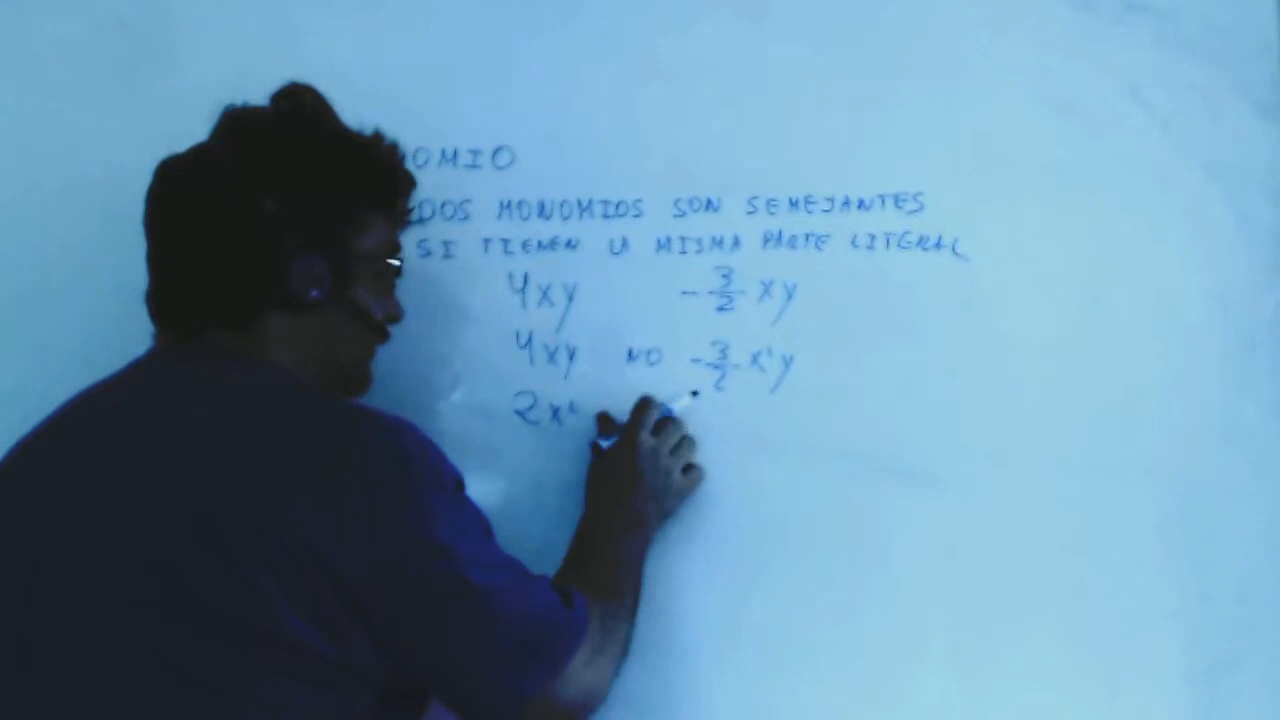 OMIO
DOS MONOMIOS SON SEMEJANTES
SI TIENEN LA MISMA PARTE LITERAL
4xy -3/2 xy
4xy NO -3/2 x²y
2x²